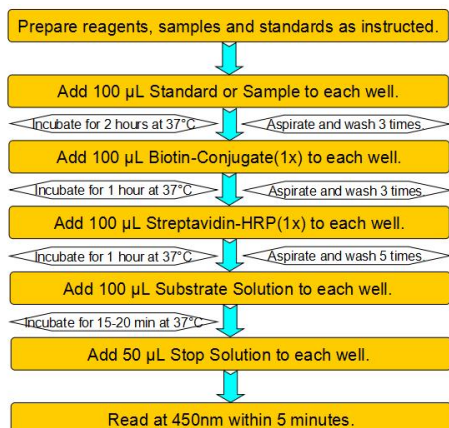 Prepare reagents, samples and standards as instructed.
Add 100 µL Standard or Sample to each well.
Incubate for 2 hours at 37°C
Aspirate and wash 3 times.
Add 100 µL Biotin-Conjugate(1x) to each well.
Incubate for 1 hour at 37°C
Aspirate and wash 3 times.
Add 100 µL Streptavidin-HRP(1x) to each well.
Incubate for 1 hour at 37°C
Aspirate and wash 5 times.
Add 100 µL Substrate Solution to each well.
Incubate for 15-20 min at 37°C
Add 50 µL Stop Solution to each well.
Read at 450nm within 5 minutes.